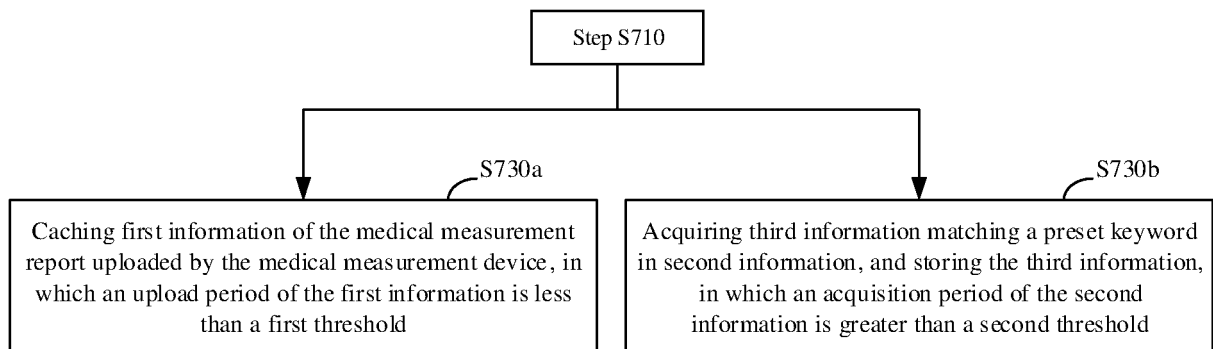 Step S710
S730a
Caching first information of the medical measurement
report uploaded by the medical measurement device, in
which an upload period of the first information is less
than a first threshold
S730b
Acquiring third information matching a preset keyword
in second information, and storing the third information,
in which an acquisition period of the second
information is greater than a second threshold